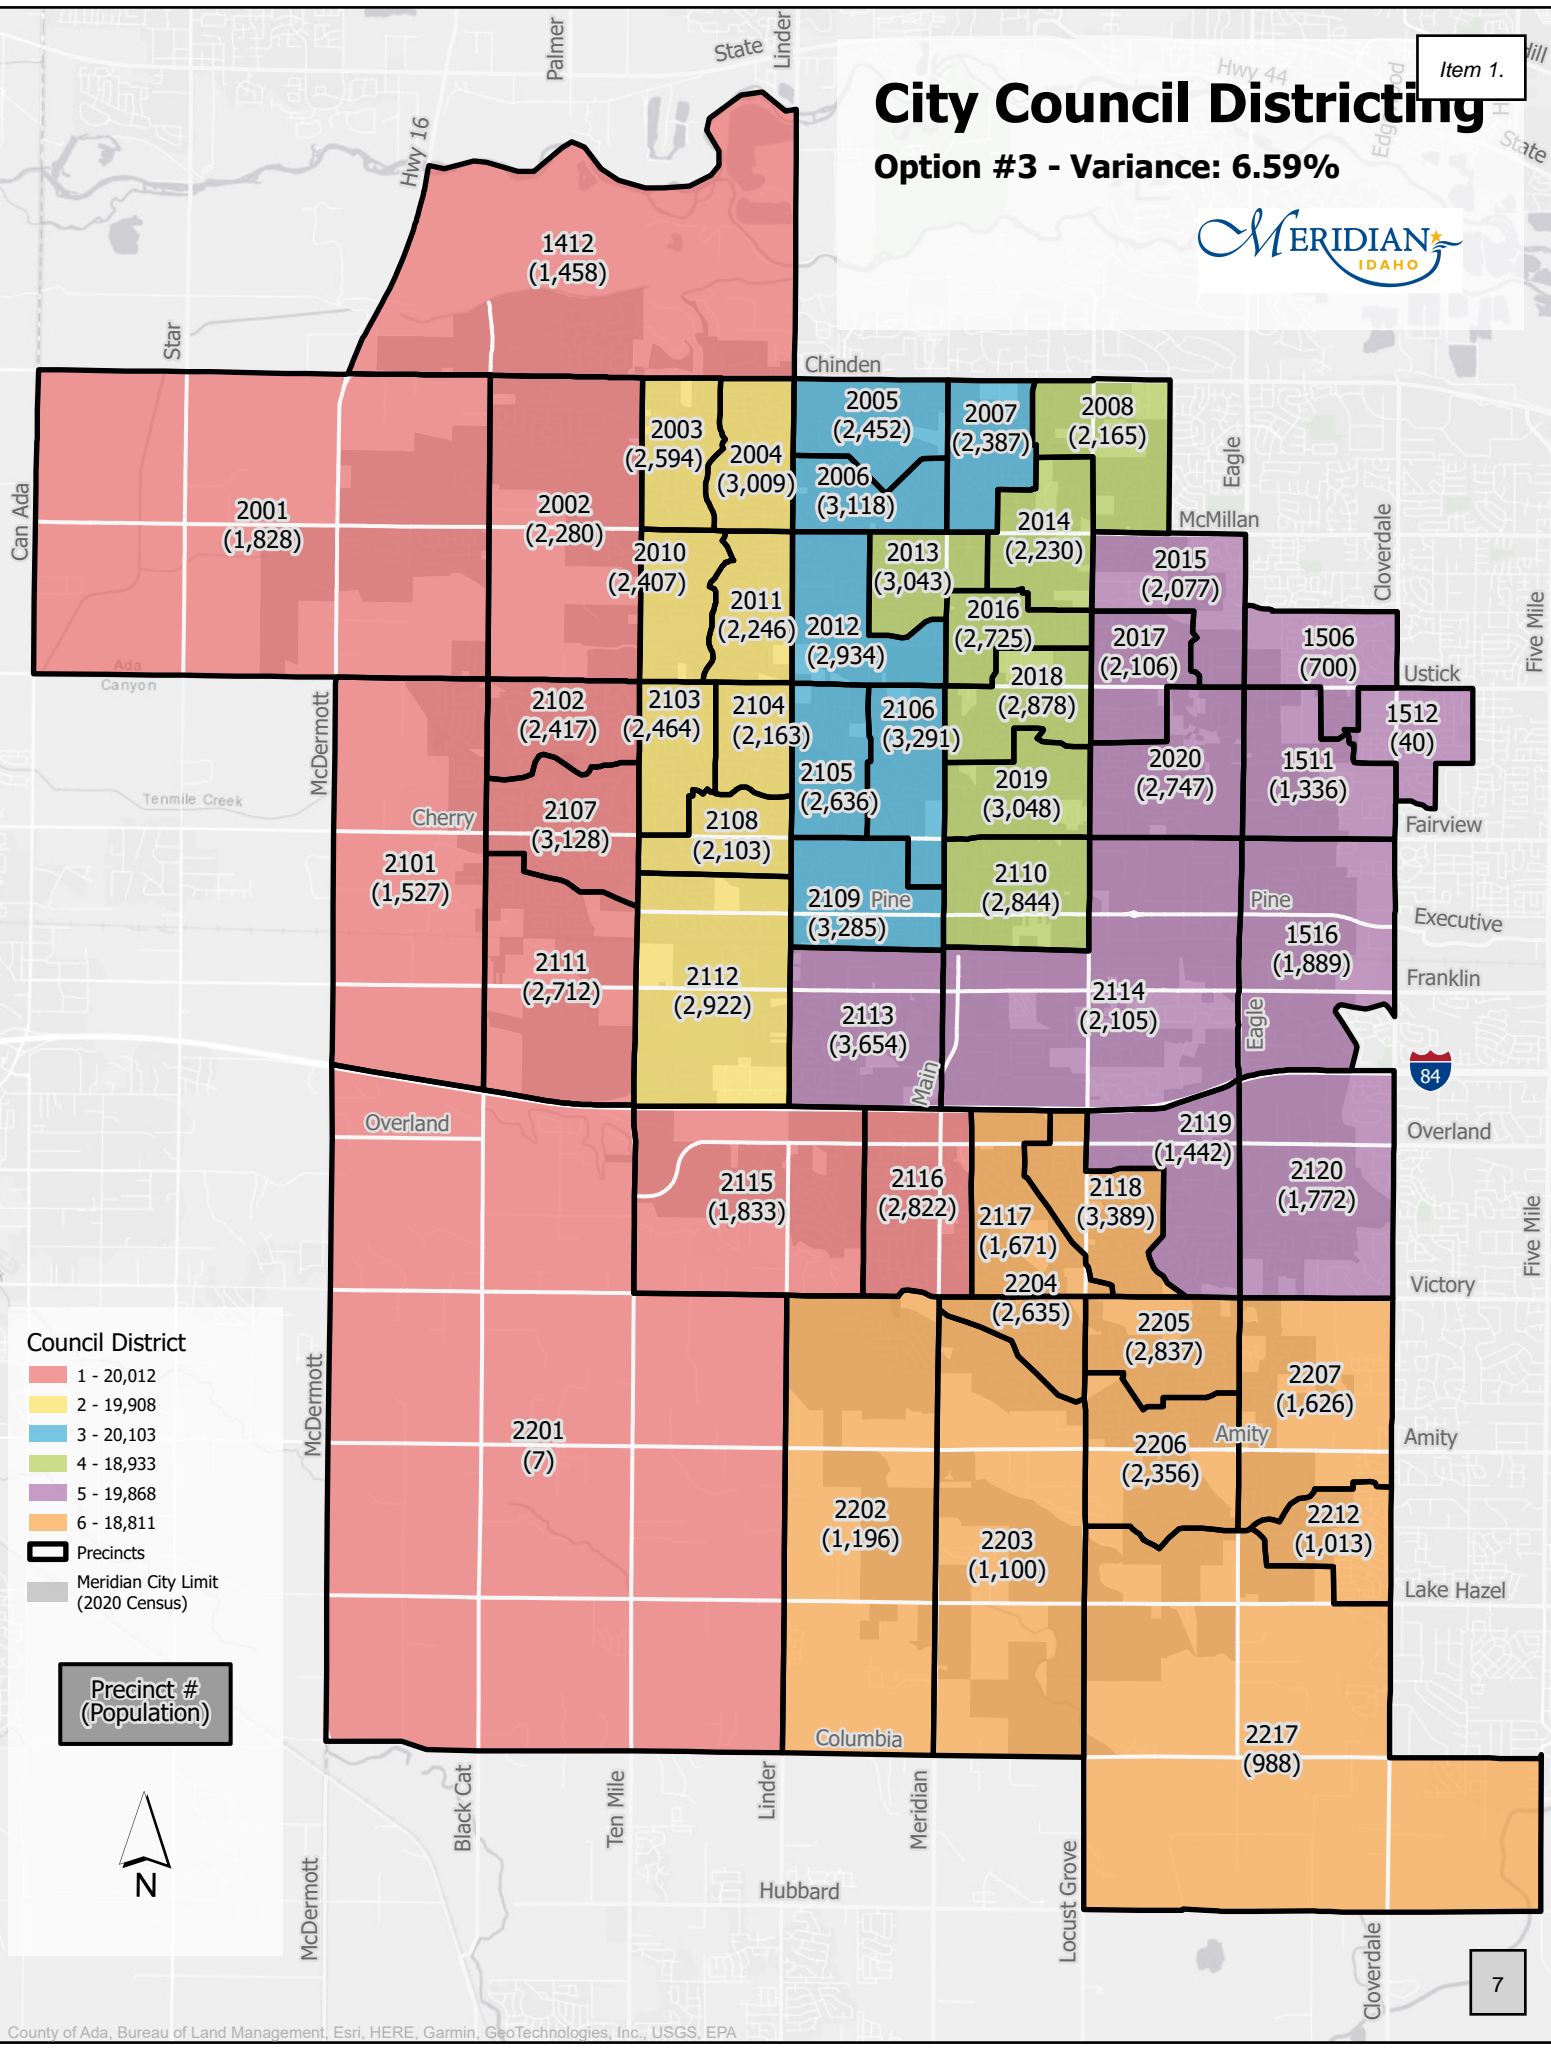 Item 1.
City Council Districting
Option #3 - Variance: 6.59%
MERIDIAN
IDAHO
Palmer
State
Linder
Hwy 44
State
Hwy 16
Star
Can Ada
Chinden
1412
(1,458)
2001
(1,828)
2002
(2,280)
2003
(2,594)
2004
(3,009)
2005
(2,452)
2006
(3,118)
2007
(2,387)
2008
(2,165)
Eagle
McMillan
Cloverdale
Five Mile
2010
(2,407)
2011
(2,246)
2012
(2,934)
2013
(3,043)
2014
(2,230)
2015
(2,077)
2016
(2,725)
2017
(2,106)
2018
(2,878)
1506
(700)
Ustick
Ada
Canyon
McDermott
2102
(2,417)
2103
(2,464)
2104
(2,163)
2105
(2,636)
2106
(3,291)
2019
(3,048)
2020
(2,747)
1511
(1,336)
1512
(40)
Fairview
Tenmile Creek
Cherry
2107
(3,128)
2108
(2,103)
2101
(1,527)
2109
(3,285)
Pine
2110
(2,844)
Pine
Executive
1516
(1,889)
Franklin
2111
(2,712)
2112
(2,922)
2113
(3,654)
2114
(2,105)
Main
Eagle
84
Overland
2115
(1,833)
2116
(2,822)
2117
(1,671)
2118
(3,389)
2119
(1,442)
2120
(1,772)
Overland
Five Mile
Victory
2204
(2,635)
2205
(2,837)
2207
(1,626)
2201
(7)
2206
(2,356)
Amity
Amity
2202
(1,196)
2203
(1,100)
2212
(1,013)
Lake Hazel
Columbia
2217
(988)
McDermott
Council District
1 - 20,012
2 - 19,908
3 - 20,103
4 - 18,933
5 - 19,868
6 - 18,811
Precincts
Meridian City Limit
(2020 Census)
Precinct #
(Population)
N
McDermott
Black Cat
Ten Mile
Linder
Meridian
Hubbard
Locust Grove
Cloverdale
7
County of Ada, Bureau of Land Management, Esri, HERE, Garmin, GeoTechnologies, Inc., USGS, EPA